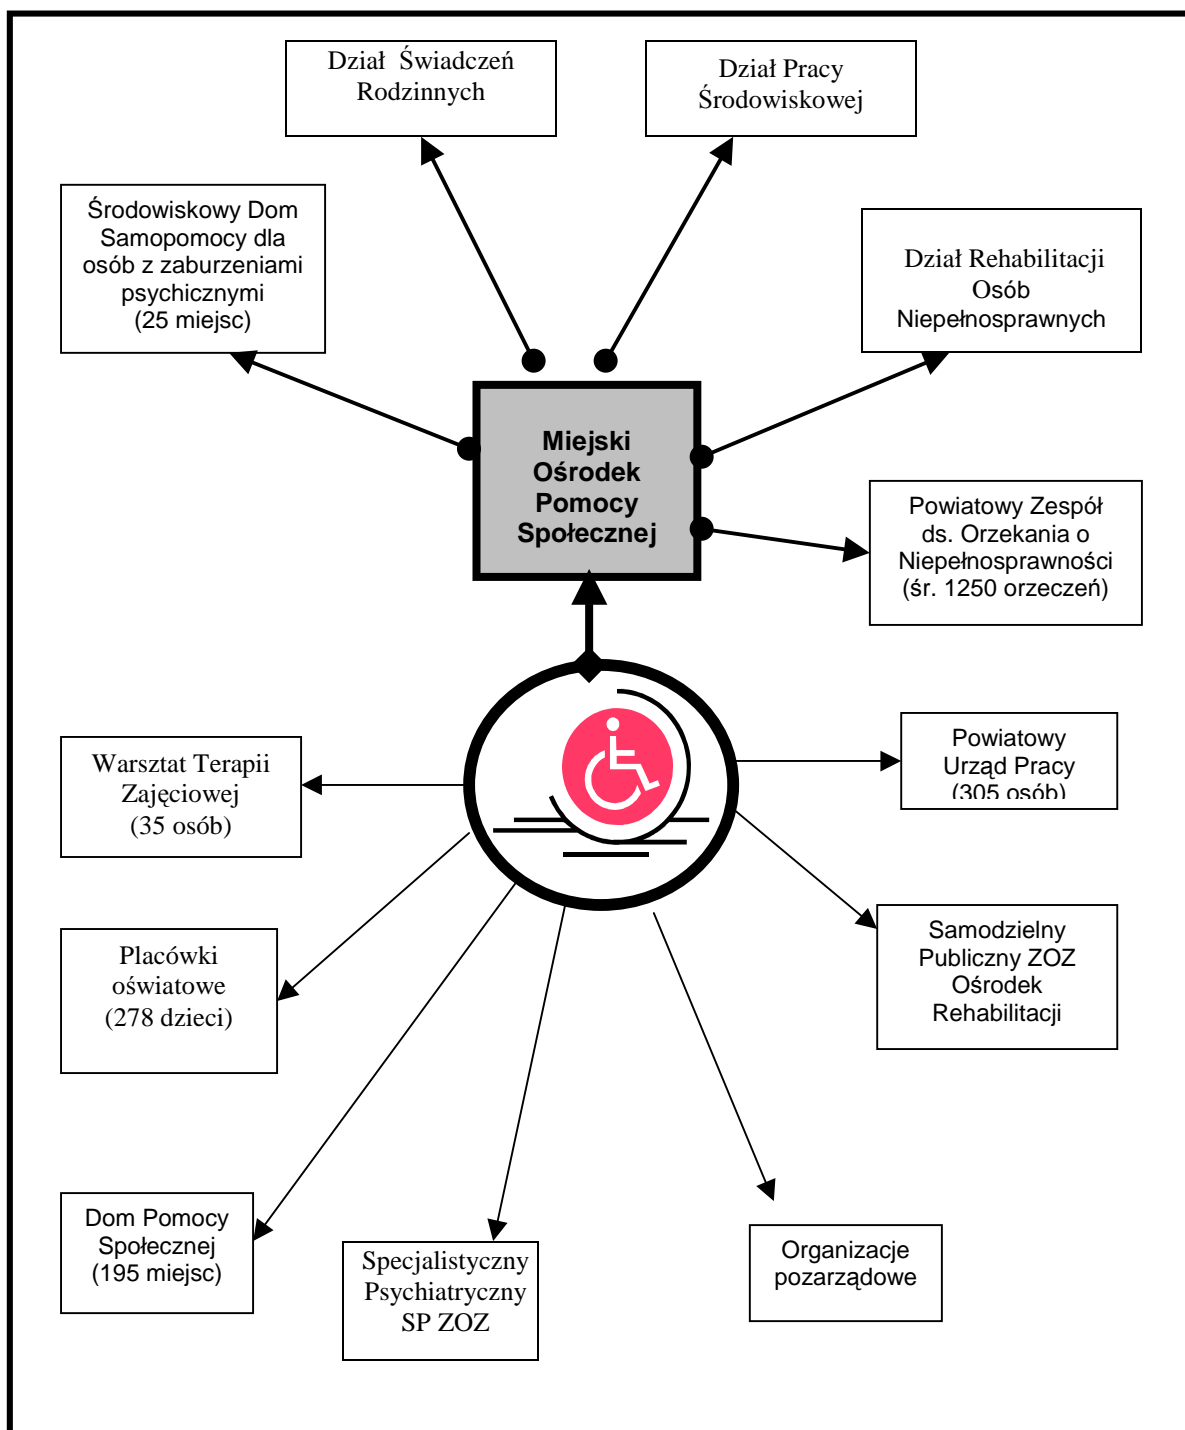 Dział Świadczeń
Rodzinnych
Dział Pracy
Środowiskowej
Środowiskowy Dom
Samopomocy dla
osób z zaburzeniami
psychicznymi
(25 miejsc)
Dział Rehabilitacji
Osób
Niepełnosprawnych
Miejski
Ośrodek
Pomocy
Społecznej
Powiatowy Zespół
ds. Orzekania o
Niepełnosprawności
(śr. 1250 orzeczeń)
Warsztat Terapii
Zajęciowej
(35 osób)
Powiatowy
Urząd Pracy
(305 osób)
Placówki
oświatowe
(278 dzieci)
Samodzielny
Publiczny ZOZ
Ośrodek
Rehabilitacji
Dom Pomocy
Społecznej
(195 miejsc)
Specjalistyczny
Psychiatryczny
SP ZOZ
Organizacje
pozarządowe